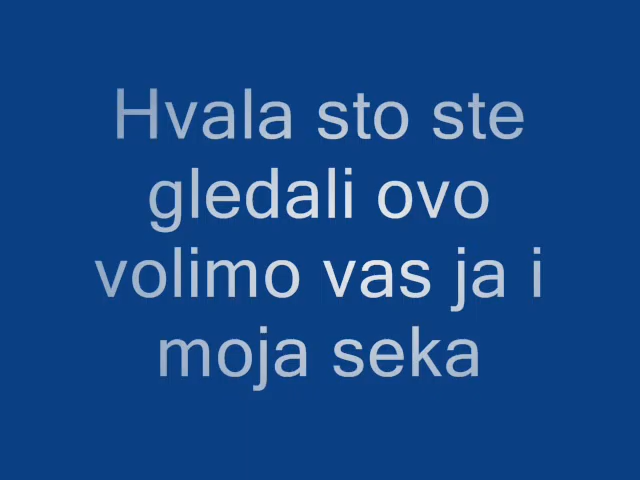 Hvala sto ste
gledali ovo
volimo vas ja i
moja seka